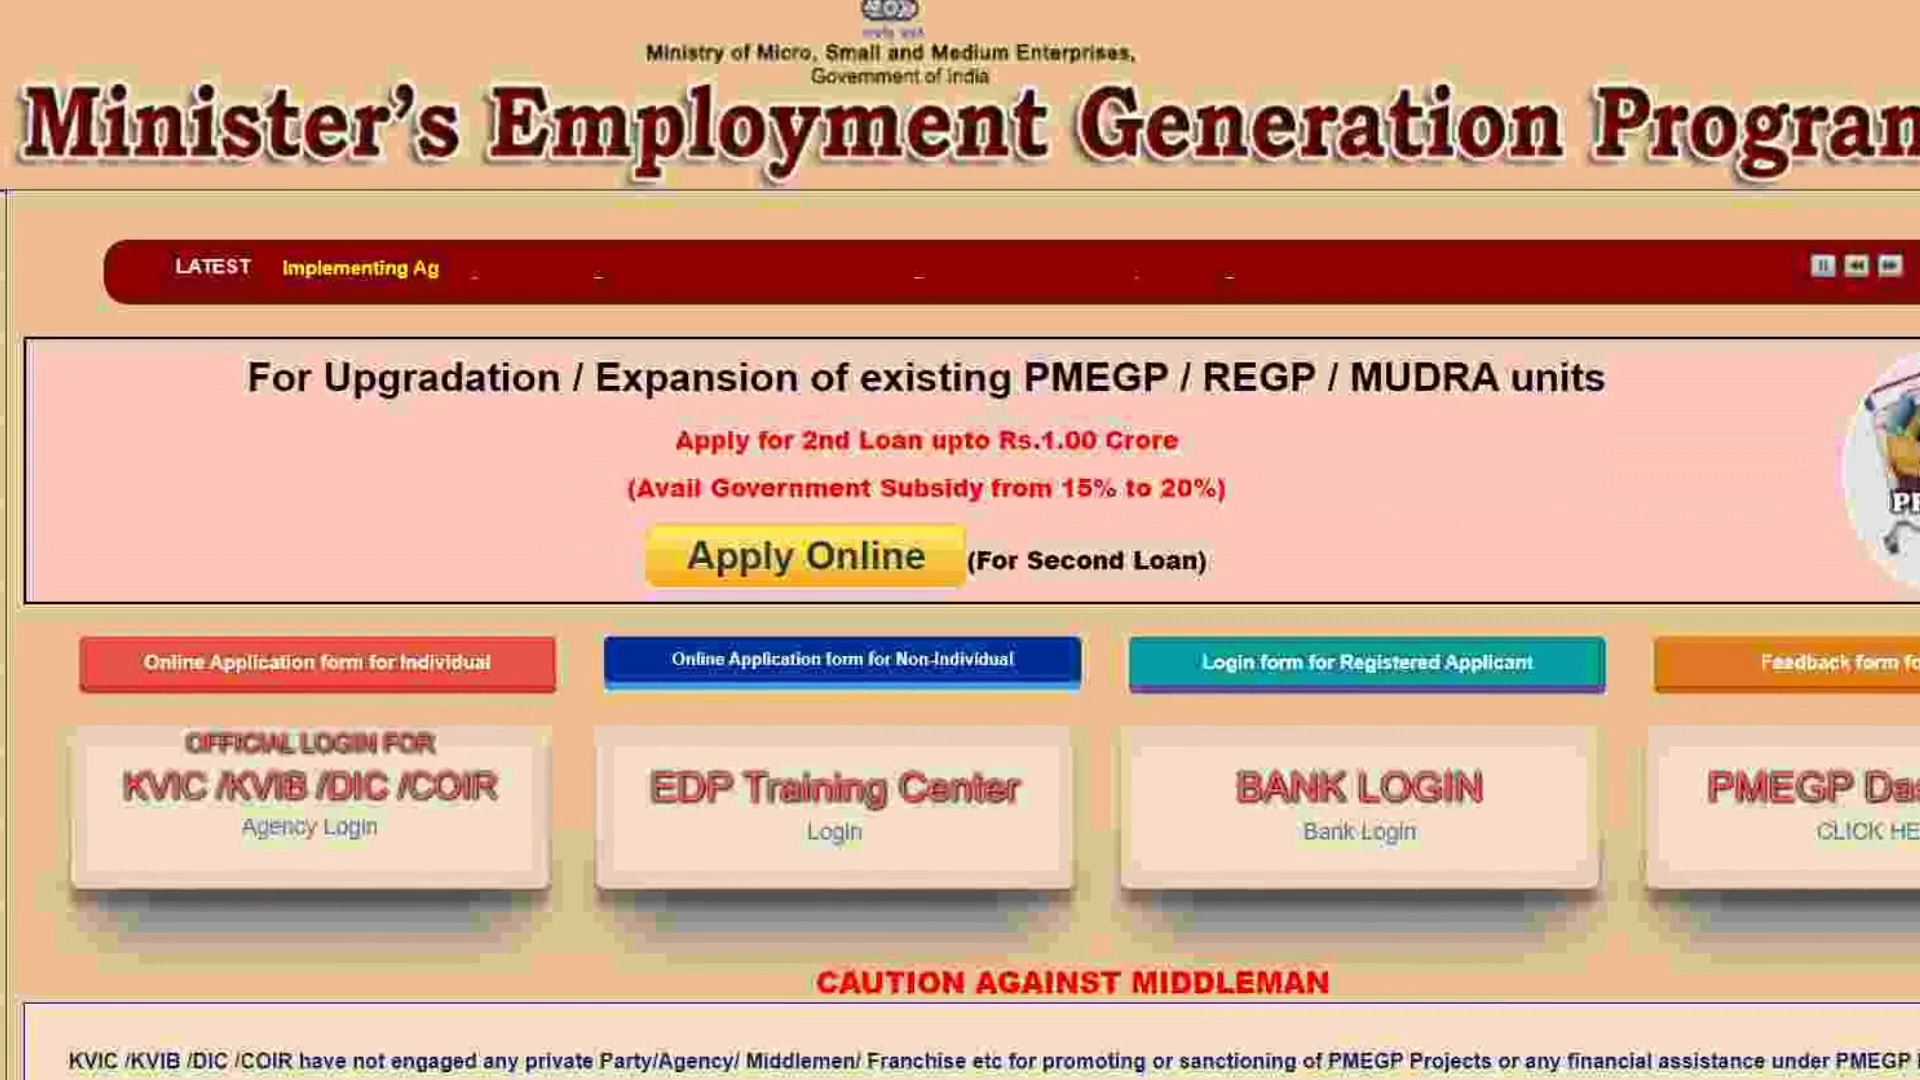 Ministry of Micro, Small and Medium Enterprises,
Government of India
Minister's Employment Generation Program
LATEST Implementing Ag
For Upgradation / Expansion of existing PMEGP / REGP / MUDRA units
Apply for 2nd Loan upto Rs.1.00 Crore
(Avail Government Subsidy from 15% to 20%)
Apply Online (For Second Loan)
Online Application form for Individual
Online Application form for Non-Individual
Login form for Registered Applicant
Feedback form fo
OFFICIAL LOGIN FOR
KVIC /KVIB /DIC /COIR
Agency Login
EDP Training Center
Login
BANK LOGIN
Bank Login
PMEGP Das
CLICK HE
CAUTION AGAINST MIDDLEMAN
KVIC /KVIB /DIC /COIR have not engaged any private Party/Agency/ Middlemen/ Franchise etc for promoting or sanctioning of PMEGP Projects or any financial assistance under PMEGP